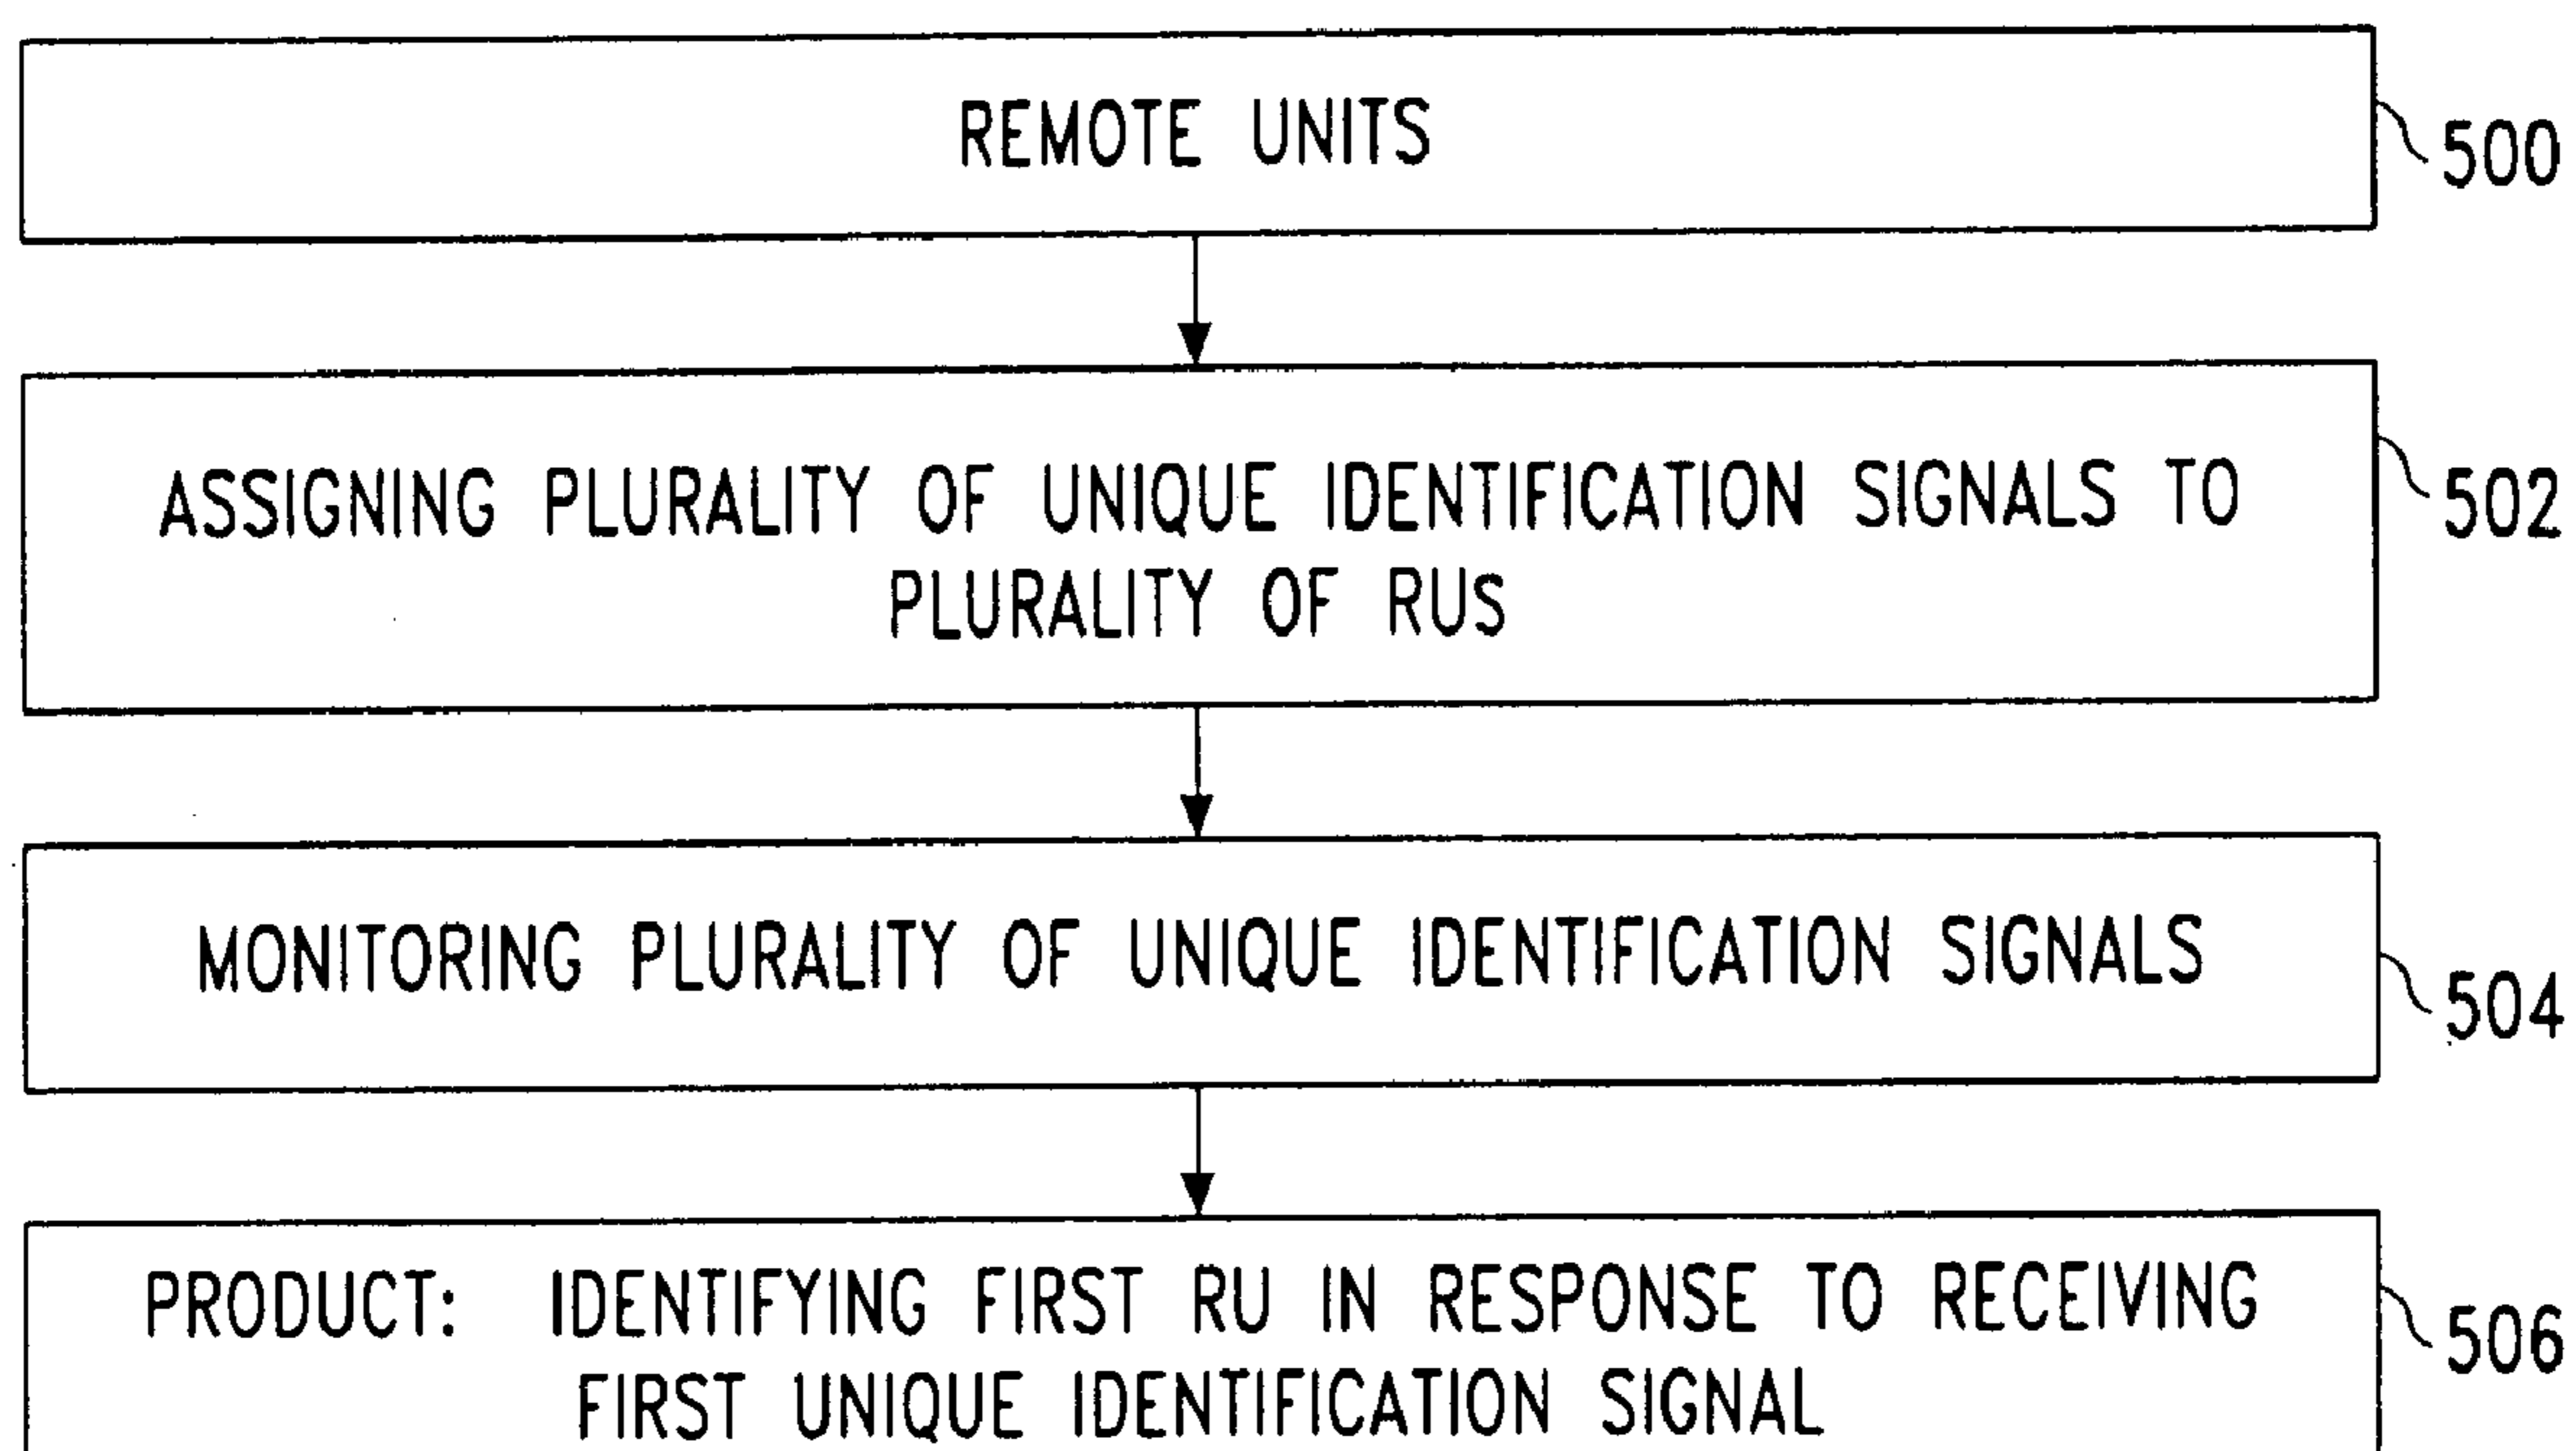 REMOTE UNITS
500
ASSIGNING PLURALITY OF UNIQUE IDENTIFICATION SIGNALS TO
PLURALITY OF RUs
502
MONITORING PLURALITY OF UNIQUE IDENTIFICATION SIGNALS
504
PRODUCT: IDENTIFYING FIRST RU IN RESPONSE TO RECEIVING
FIRST UNIQUE IDENTIFICATION SIGNAL
506